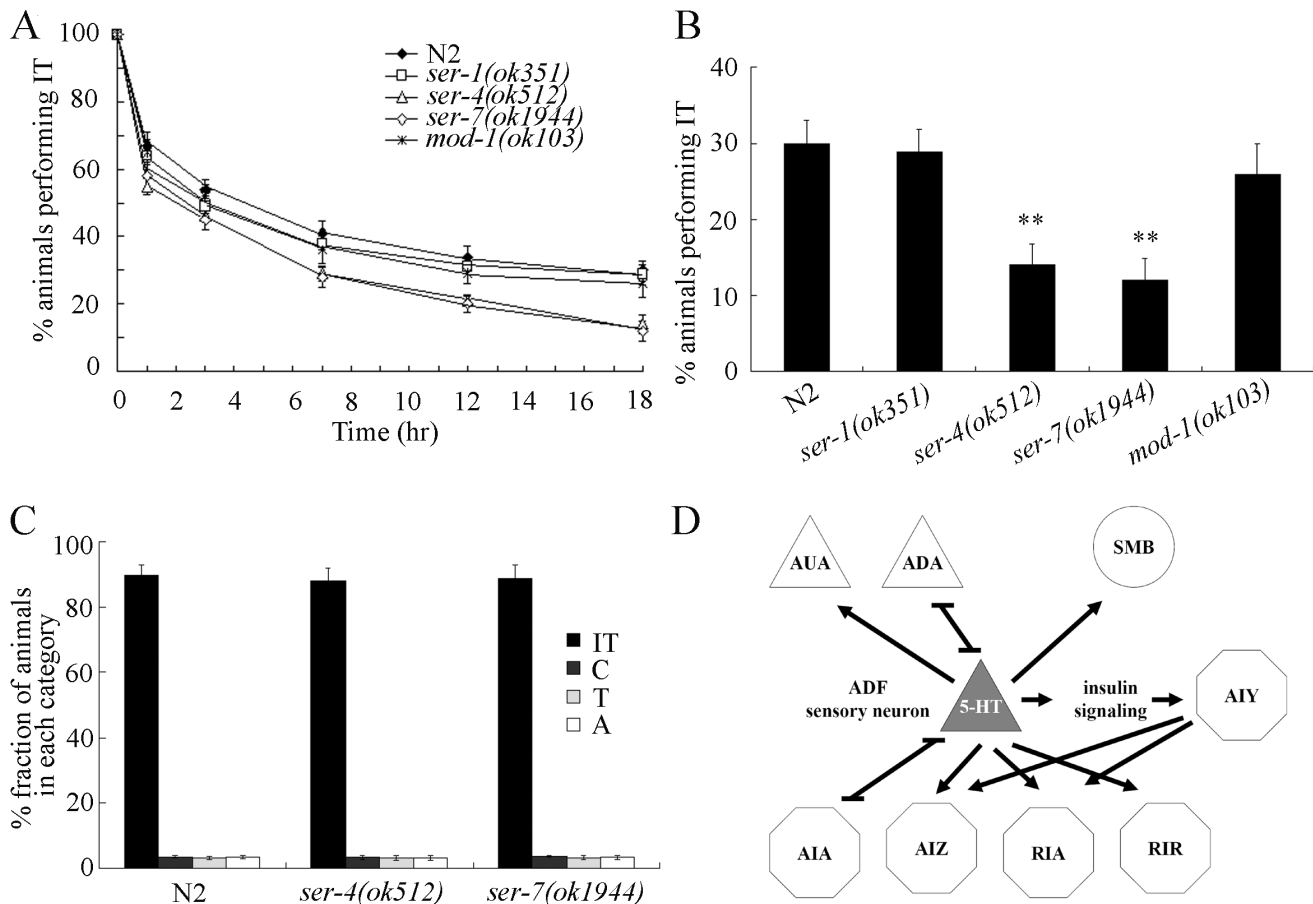 A
100
80
60
40
20
0
% animals performing IT
0 2 4 6 8 10 12 14 16 18
Time (hr)
N2
ser-1(ok351)
ser-4(ok512)
ser-7(ok1944)
mod-1(ok103)
B
40
30
20
10
0
% animals performing IT
**
**
N2
ser-1(ok351)
ser-4(ok512)
ser-7(ok1944)
mod-1(ok103)
C
100
80
60
40
20
0
% fraction of animals
in each category
IT
C
T
A
N2
ser-4(ok512)
ser-7(ok1944)
D
AUA
ADA
SMB
ADF
sensory neuron
5-HT
insulin
signaling
AIY
AIA
AIZ
RIA
RIR